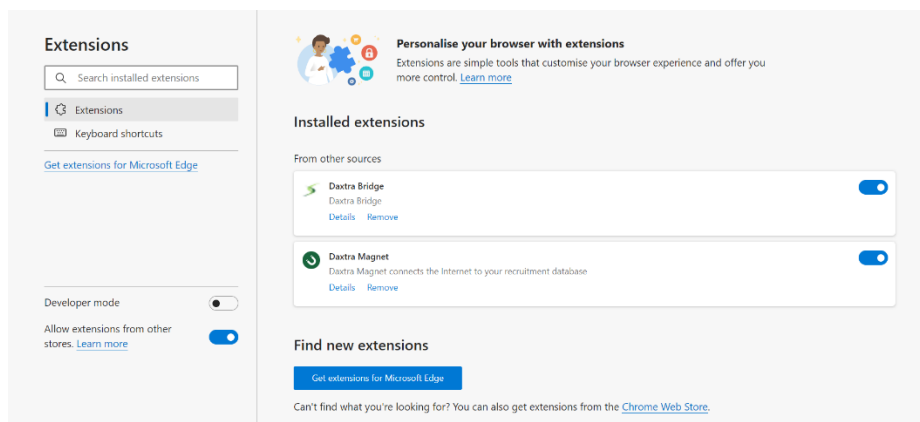 Extensions
Search installed extensions
Extensions
Keyboard shortcuts
Get extensions for Microsoft Edge
Developer mode
Allow extensions from other
stores. Learn more
Personalise your browser with extensions
Extensions are simple tools that customise your browser experience and offer you
more control. Learn more
Installed extensions
From other sources
Daxtra Bridge
Daxtra Bridge
Details Remove
Daxtra Magnet
Daxtra Magnet connects the Internet to your recruitment database
Details Remove
Find new extensions
Get extensions for Microsoft Edge
Can't find what you're looking for? You can also get extensions from the Chrome Web Store.